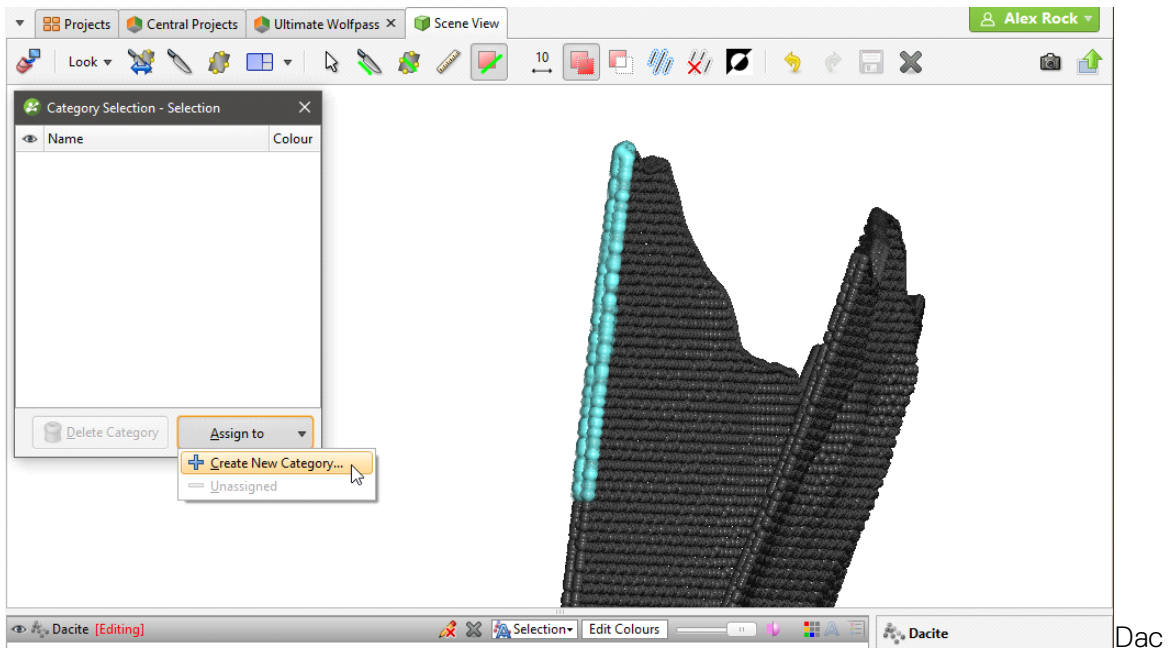 Projects
Central Projects
Ultimate Wolfpass
Scene View
Alex Rock
Look
10
Category Selection - Selection
Name
Colour
Delete Category
Assign to
Create New Category...
Unassigned
Dacite [Editing]
Selection
Edit Colours
Dacite
Dac